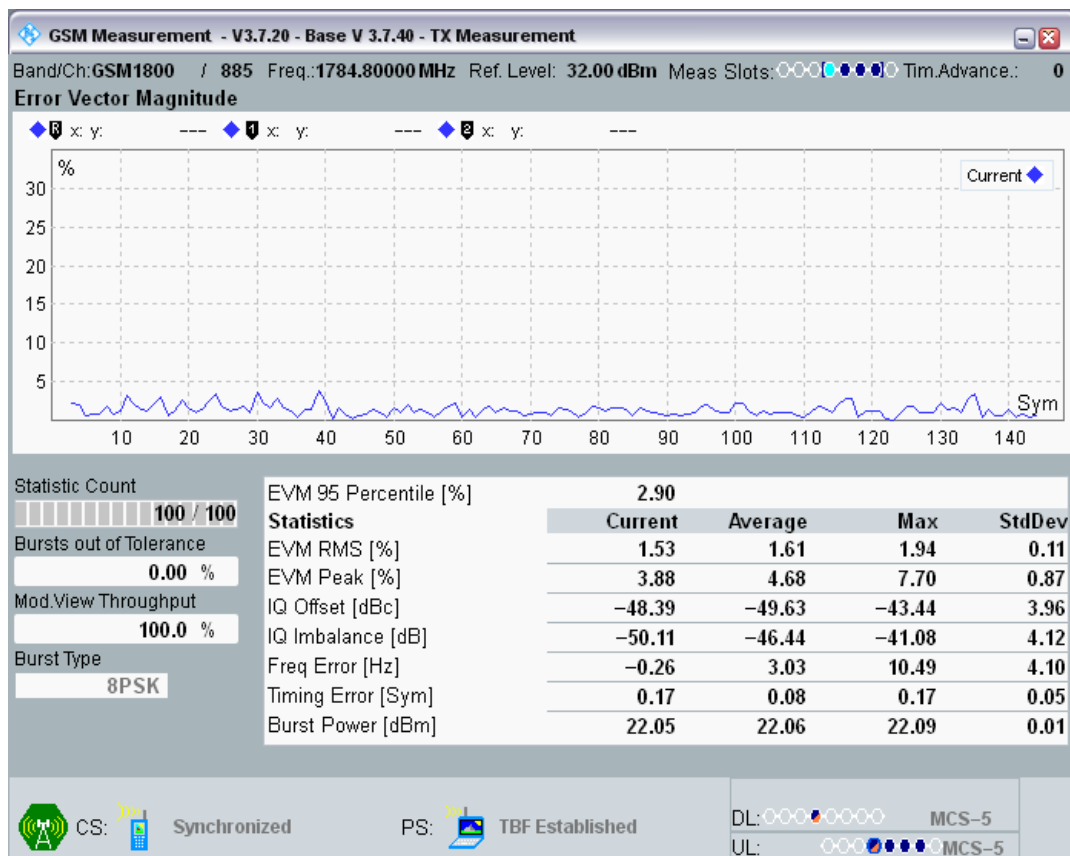 GSM Measurement - V3.7.20 - Base V 3.7.40 - TX Measurement
Band/Ch:GSM1800 / 885 Freq.:1784.80000 MHz Ref. Level: 32.00 dBm Meas Slots: Tim.Advance.: 0
Error Vector Magnitude
R x: y: --- 1 x: y: --- 2 x: y: ---
%
Current
30
25
20
15
10
5
Sym
10 20 30 40 50 60 70 80 90 100 110 120 130 140
Statistic Count
100 / 100
Bursts out of Tolerance
0.00 %
Mod.View Throughput
100.0 %
Burst Type
8PSK
EVM 95 Percentile [%] 2.90
Statistics Current Average Max StdDev
EVM RMS [%] 1.53 1.61 1.94 0.11
EVM Peak [%] 3.88 4.68 7.70 0.87
IQ Offset [dBc] −48.39 −49.63 −43.44 3.96
IQ Imbalance [dB] −50.11 −46.44 −41.08 4.12
Freq Error [Hz] −0.26 3.03 10.49 4.10
Timing Error [Sym] 0.17 0.08 0.17 0.05
Burst Power [dBm] 22.05 22.06 22.09 0.01
CS: Synchronized PS: TBF Established
DL: MCS−5
UL: MCS−5